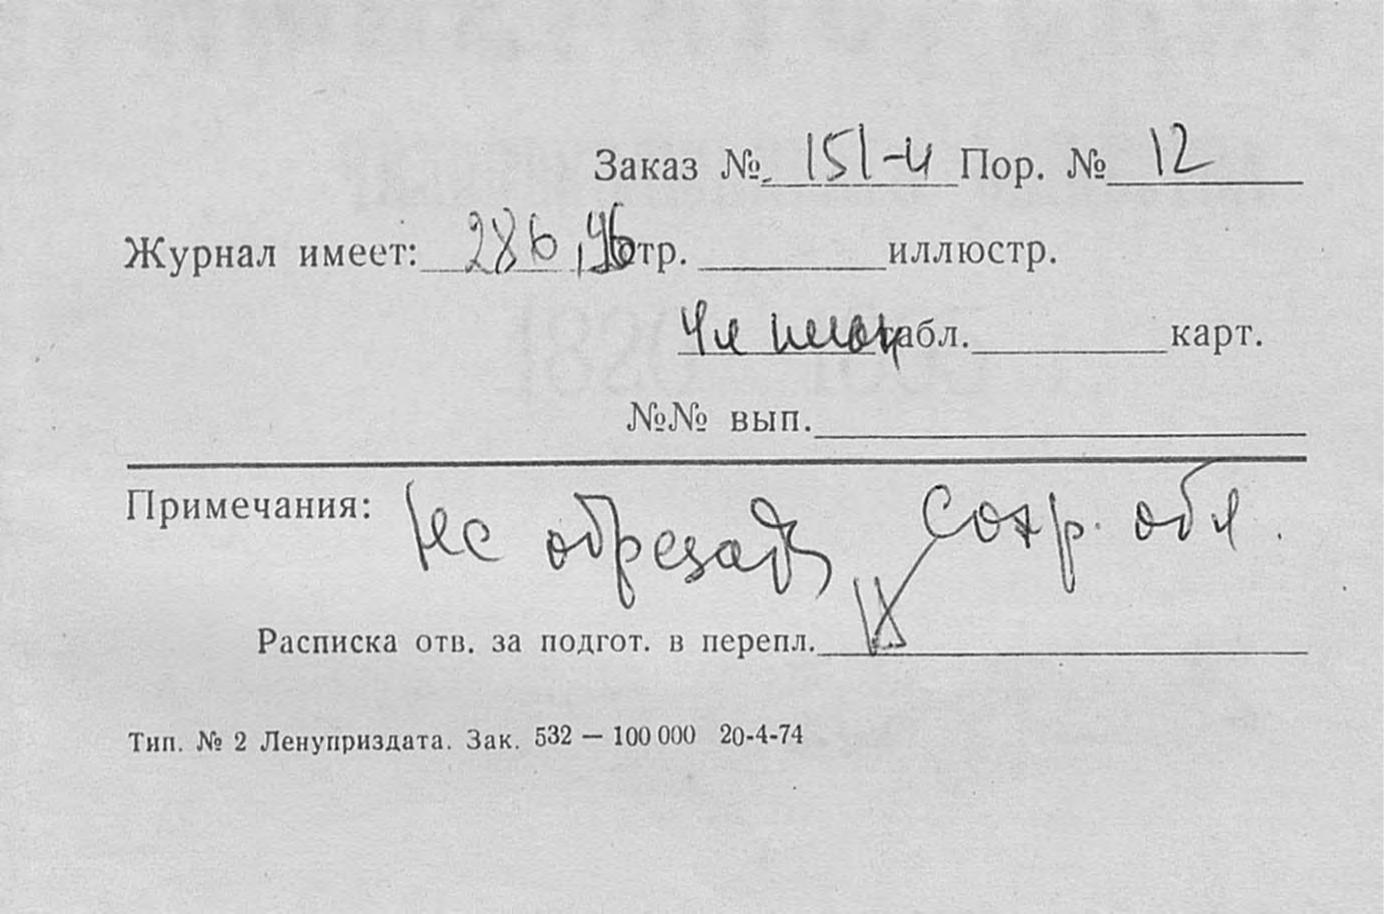 Заказ № 151-4 Пор. № 12
Журнал имеет: 286, 96 стр. иллюстр.
табл. карт.
№№ вып.
Примечания: Не обрезать Сохр. обл.
Расписка отв. за подгот. в перепл.
Тип. № 2 Ленуприздата. Зак. 532 — 100 000 20-4-74